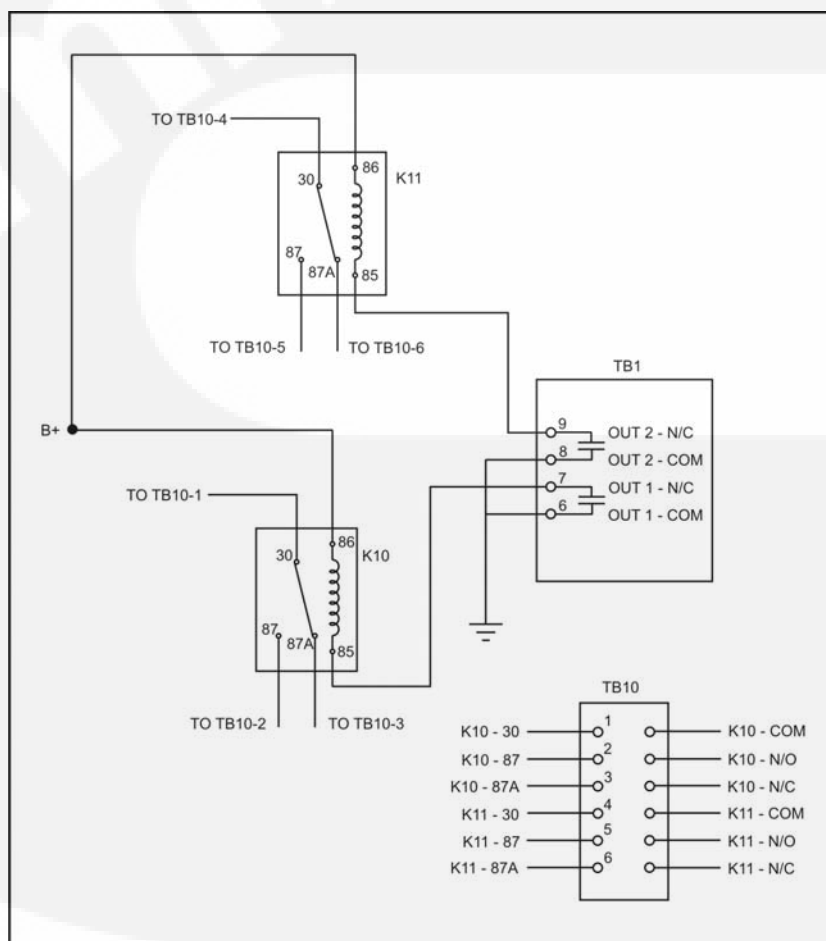 TO TB10-4
86
K11
30
87
87A
85
TO TB10-5
TO TB10-6
TB1
B+
9
OUT 2 - N/C
8
OUT 2 - COM
7
OUT 1 - N/C
6
OUT 1 - COM
TO TB10-1
86
K10
30
87
87A
85
TO TB10-2
TO TB10-3
TB10
K10 - 30
1
K10 - COM
K10 - 87
2
K10 - N/O
K10 - 87A
3
K10 - N/C
K11 - 30
4
K11 - COM
K11 - 87
5
K11 - N/O
K11 - 87A
6
K11 - N/C